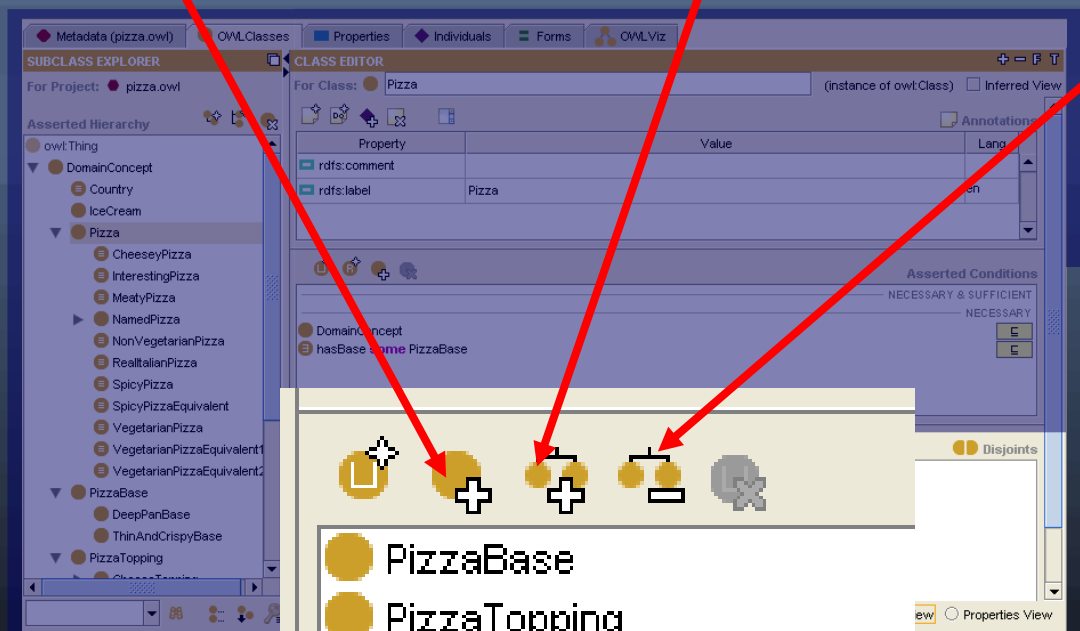 Metadata (pizza.owl) OWLClasses Properties Individuals Forms OWLViz
SUBCLASS EXPLORER
For Project: pizza.owl
Asserted Hierarchy
owl:Thing
DomainConcept
Country
IceCream
Pizza
CheeseyPizza
InterestingPizza
MeatyPizza
NamedPizza
NonVegetarianPizza
RealItalianPizza
SpicyPizza
SpicyPizzaEquivalent
VegetarianPizza
VegetarianPizzaEquivalent1
VegetarianPizzaEquivalent2
PizzaBase
DeepPanBase
ThinAndCrispyBase
PizzaTopping
CLASS EDITOR
F T
For Class: Pizza (instance of owl:Class) Inferred View
Annotations
Property Value Lang
rdfs:comment
rdfs:label Pizza en
Asserted Conditions
NECESSARY & SUFFICIENT
NECESSARY
DomainConcept
hasBase some PizzaBase
Disjoints
PizzaBase
PizzaTopping
Properties View